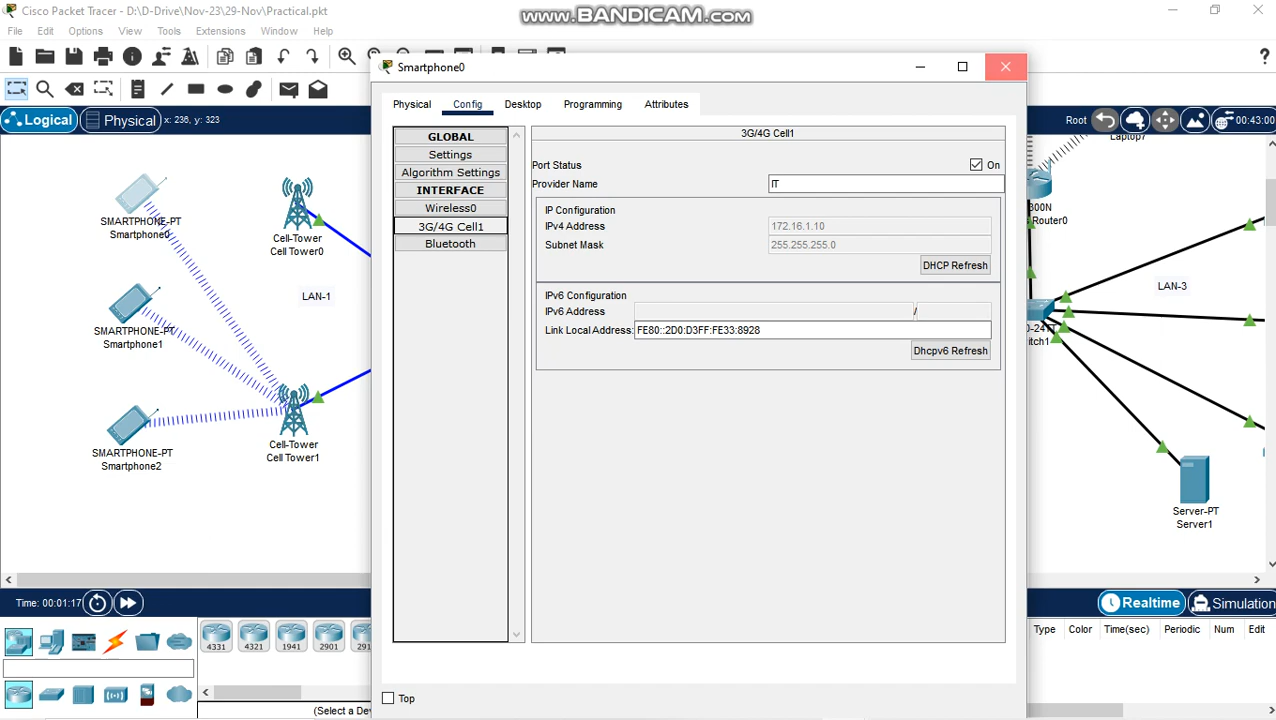 Cisco Packet Tracer - D:\D-Drive\Nov-23\29-Nov\Practical.pkt
www.BANDICAM.com
File Edit Options View Tools Extensions Window Help
Smartphone0
Logical Physical x: 236, y: 323
Root 00:43:00
Physical Config Desktop Programming Attributes
GLOBAL
Settings
Algorithm Settings
INTERFACE
Wireless0
3G/4G Cell1
Bluetooth
3G/4G Cell1
Port Status On
Provider Name IT
IP Configuration
IPv4 Address 172.16.1.10
Subnet Mask 255.255.255.0
DHCP Refresh
IPv6 Configuration
IPv6 Address /
Link Local Address: FE80::2D0:D3FF:FE33:8928
Dhcpv6 Refresh
Top
SMARTPHONE-PT
Smartphone0
Cell-Tower
Cell Tower0
LAN-1
SMARTPHONE-PT
Smartphone1
SMARTPHONE-PT
Smartphone2
Cell-Tower
Cell Tower1
Laptop7
300N
Router0
LAN-3
0-24TT
itch1
Server-PT
Server1
Time: 00:01:17
Realtime Simulation
4331 4321 1941 2901 291
Type Color Time(sec) Periodic Num Edit
(Select a De